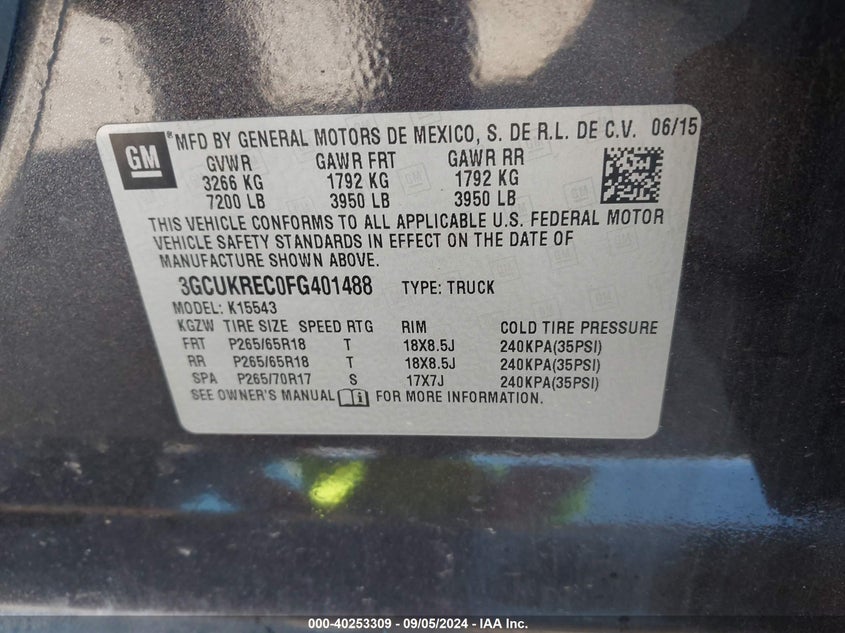 GM ® MFD BY GENERAL MOTORS DE MEXICO, S. DE R.L. DE C.V. 06/15
GVWR GAWR FRT GAWR RR
3266 KG 1792 KG 1792 KG
7200 LB 3950 LB 3950 LB
THIS VEHICLE CONFORMS TO ALL APPLICABLE U.S. FEDERAL MOTOR
VEHICLE SAFETY STANDARDS IN EFFECT ON THE DATE OF
MANUFACTURE SHOWN ABOVE.
3GCUKREC0FG401488 TYPE: TRUCK
MODEL: K15543
KGZW TIRE SIZE SPEED RTG RIM COLD TIRE PRESSURE
FRT P265/65R18 T 18X8.5J 240KPA(35PSI)
RR P265/65R18 T 18X8.5J 240KPA(35PSI)
SPA P265/70R17 S 17X7J 240KPA(35PSI)
SEE OWNER'S MANUAL FOR MORE INFORMATION.
000-40253309 - 09/05/2024 - IAA Inc.